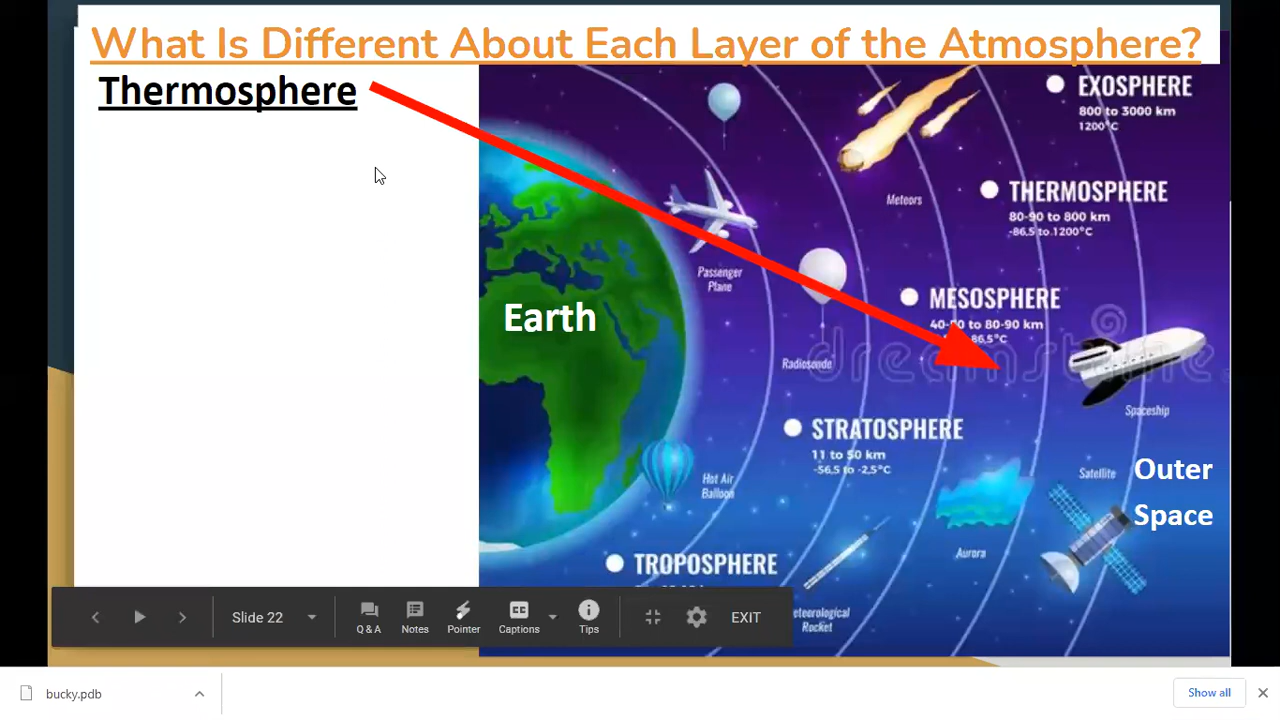 What Is Different About Each Layer of the Atmosphere?
Thermosphere
EXOSPHERE
800 to 3000 km
1200°C
Meteors
THERMOSPHERE
80-90 to 800 km
-86,5 to 1200°C
Passenger
Plane
Earth
MESOSPHERE
to 80-90 km
86,5°C
dreamstime.
Radiosonde
Spaceship
STRATOSPHERE
11 to 50 km
-56,5 to -2,5°C
Hot Air
Balloon
Satellite
Outer
Space
Aurora
TROPOSPHERE
Rocket
Slide 22
Q & A
Notes
Pointer
Captions
Tips
EXIT
bucky.pdb
Show all